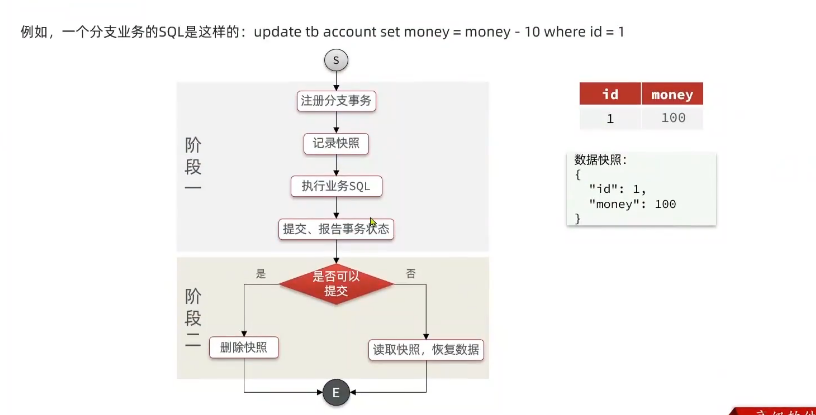 例如，一个分支业务的SQL是这样的：update tb account set money = money - 10 where id = 1
S
阶段一
注册分支事务
记录快照
执行业务SQL
提交、报告事务状态
阶段二
是否可以
提交
是
否
删除快照
读取快照，恢复数据
E
id money
1 100
数据快照：
{
"id": 1,
"money": 100
}